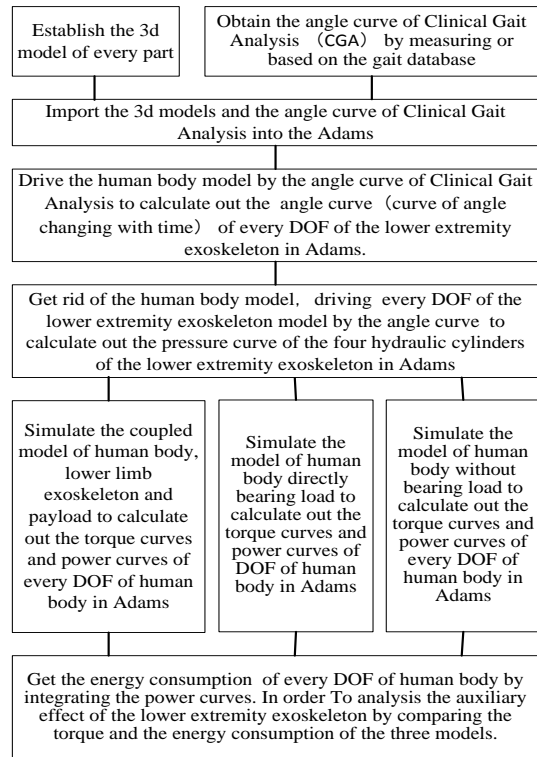 Establish the 3d
model of every part
Obtain the angle curve of Clinical Gait
Analysis （CGA） by measuring or
based on the gait database
Import the 3d models and the angle curve of Clinical Gait
Analysis into the Adams
Drive the human body model by the angle curve of Clinical Gait
Analysis to calculate out the angle curve（curve of angle
changing with time） of every DOF of the lower extremity
exoskeleton in Adams.
Get rid of the human body model，driving every DOF of the
lower extremity exoskeleton model by the angle curve to
calculate out the pressure curve of the four hydraulic cylinders
of the lower extremity exoskeleton in Adams
Simulate the coupled
model of human body,
lower limb
exoskeleton and
payload to calculate
out the torque curves
and power curves of
every DOF of human
body in Adams
Simulate the
model of human
body directly
bearing load to
calculate out the
torque curves and
power curves of
DOF of human
body in Adams
Simulate the
model of human
body without
bearing load to
calculate out the
torque curves and
power curves of
every DOF of
human body in
Adams
Get the energy consumption of every DOF of human body by
integrating the power curves. In order To analysis the auxiliary
effect of the lower extremity exoskeleton by comparing the
torque and the energy consumption of the three models.